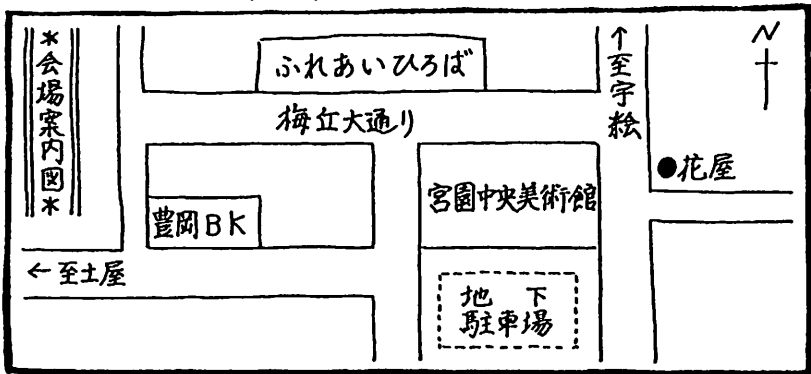 *会場案内図*
ふれあいひろば
↑至宇絵
N
梅丘大通り
●花屋
宮園中央美術館
豊岡BK
←至土屋
地下
駐車場